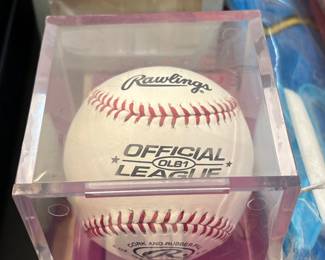 Rawlings
OFFICIAL
OLB1
LEAGUE
CORK AND RUBBER
R